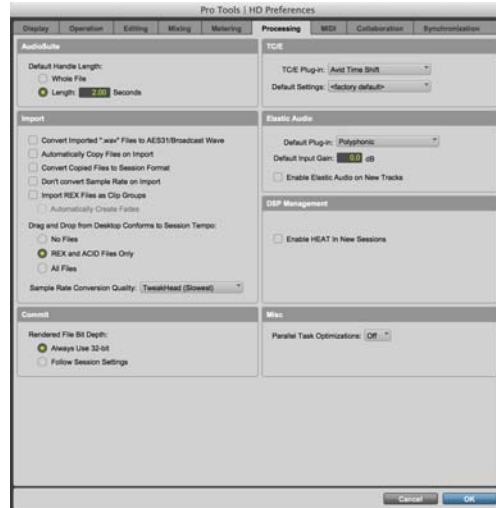 Pro Tools | HD Preferences
Display Operation Editing Mixing Metering Processing MIDI Collaboration Synchronization
AudioSuite
Default Handle Length:
Whole File
Length: 2.00 Seconds
Import
Convert Imported ".wav" Files to AES31/Broadcast Wave
Automatically Copy Files on Import
Convert Copied Files to Session Format
Don't convert Sample Rate on Import
Import REX Files as Clip Groups
Automatically Create Fades
Drag and Drop from Desktop Conforms to Session Tempo:
No Files
REX and ACID Files Only
All Files
Sample Rate Conversion Quality: TweakHead (Slowest)
Commit
Rendered File Bit Depth:
Always Use 32-bit
Follow Session Settings
TC/E
TC/E Plug-in: Avid Time Shift
Default Settings: <factory default>
Elastic Audio
Default Plug-in: Polyphonic
Default Input Gain: 0.0 dB
Enable Elastic Audio on New Tracks
DSP Management
Enable HEAT in New Sessions
Misc
Parallel Task Optimizations: Off
Cancel OK